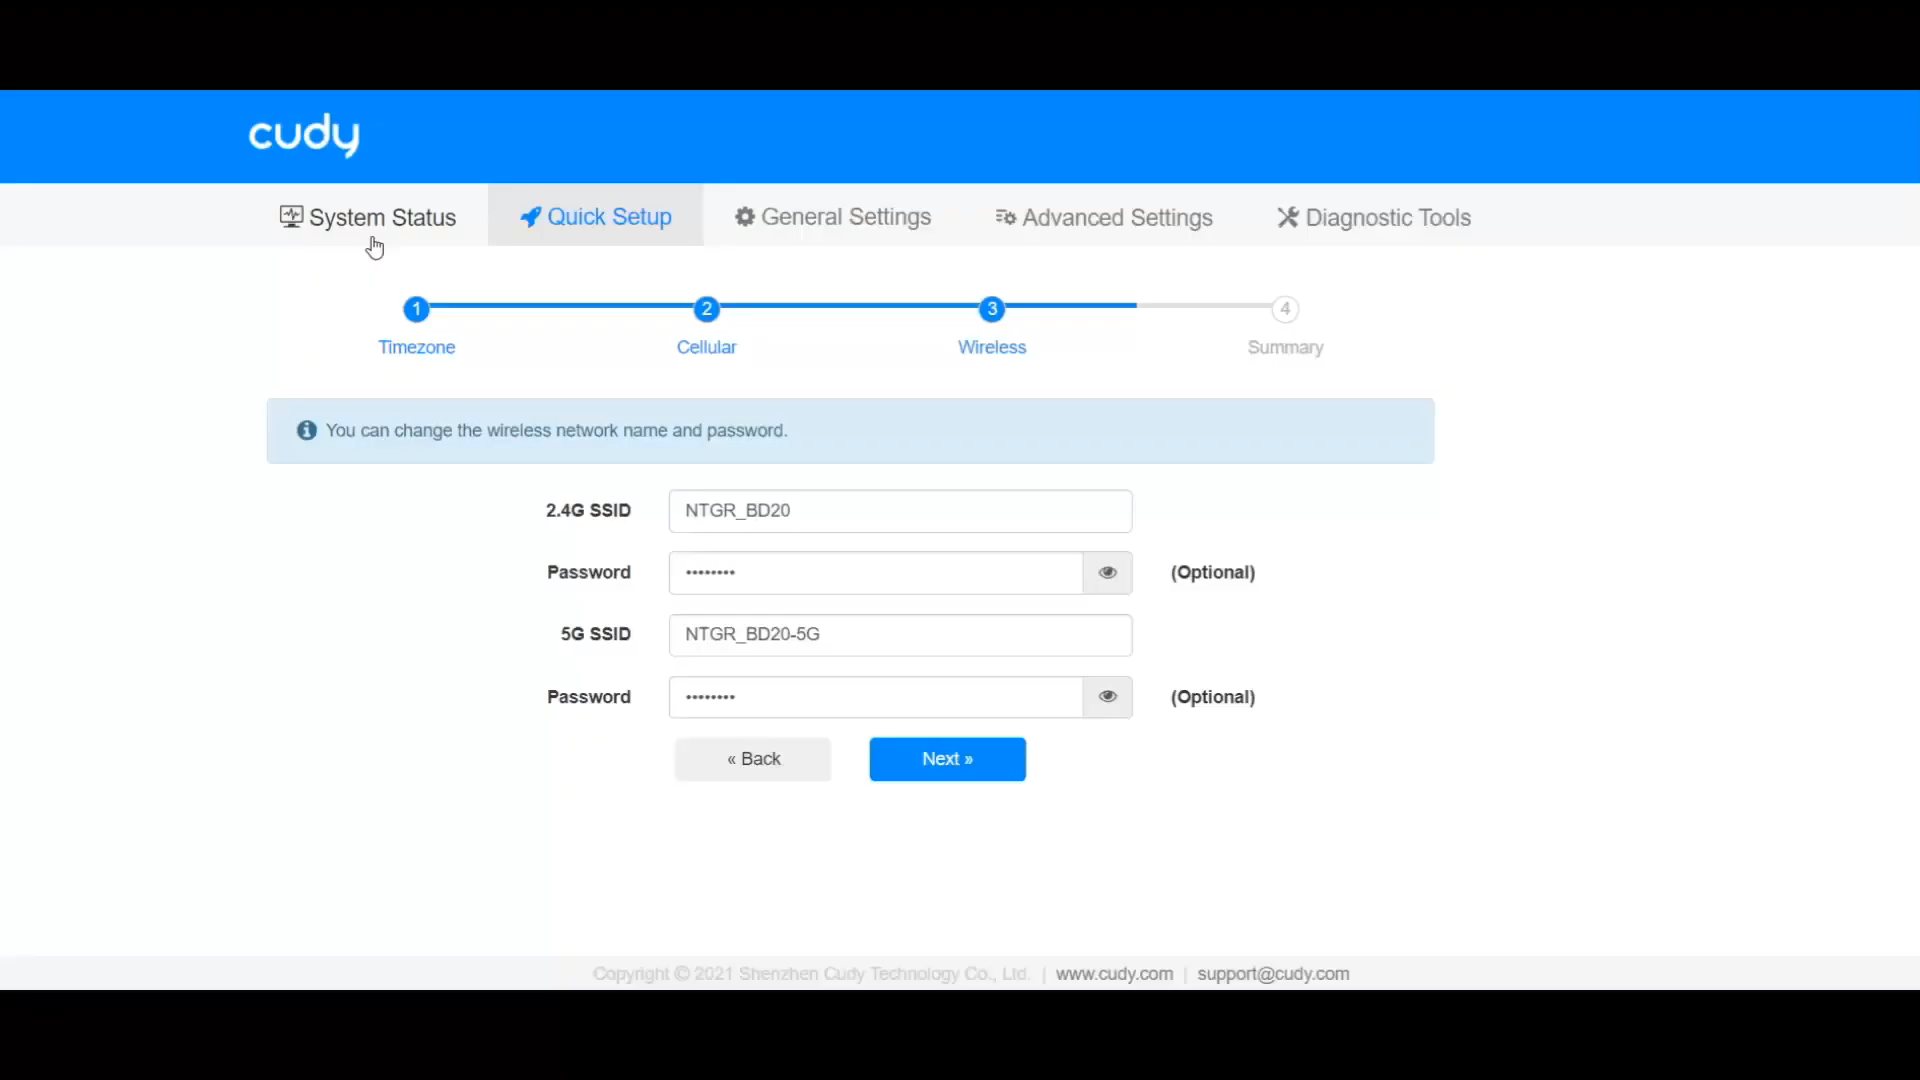 cudy
System Status Quick Setup General Settings Advanced Settings Diagnostic Tools
1 2 3 4
Timezone Cellular Wireless Summary
You can change the wireless network name and password.
2.4G SSID NTGR_BD20
Password •••••••• (Optional)
5G SSID NTGR_BD20-5G
Password •••••••• (Optional)
« Back Next »
Copyright © 2021 Shenzhen Cudy Technology Co., Ltd. | www.cudy.com | support@cudy.com